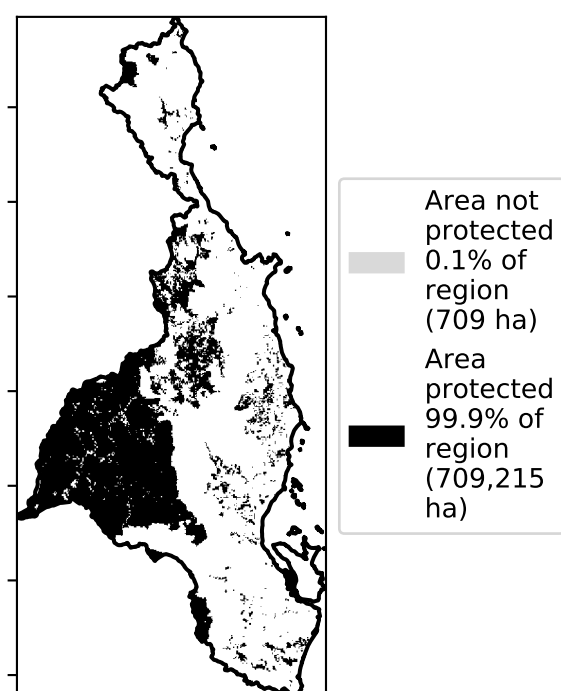 Area not
protected
0.1% of
region
(709 ha)
Area
protected
99.9% of
region
(709,215
ha)